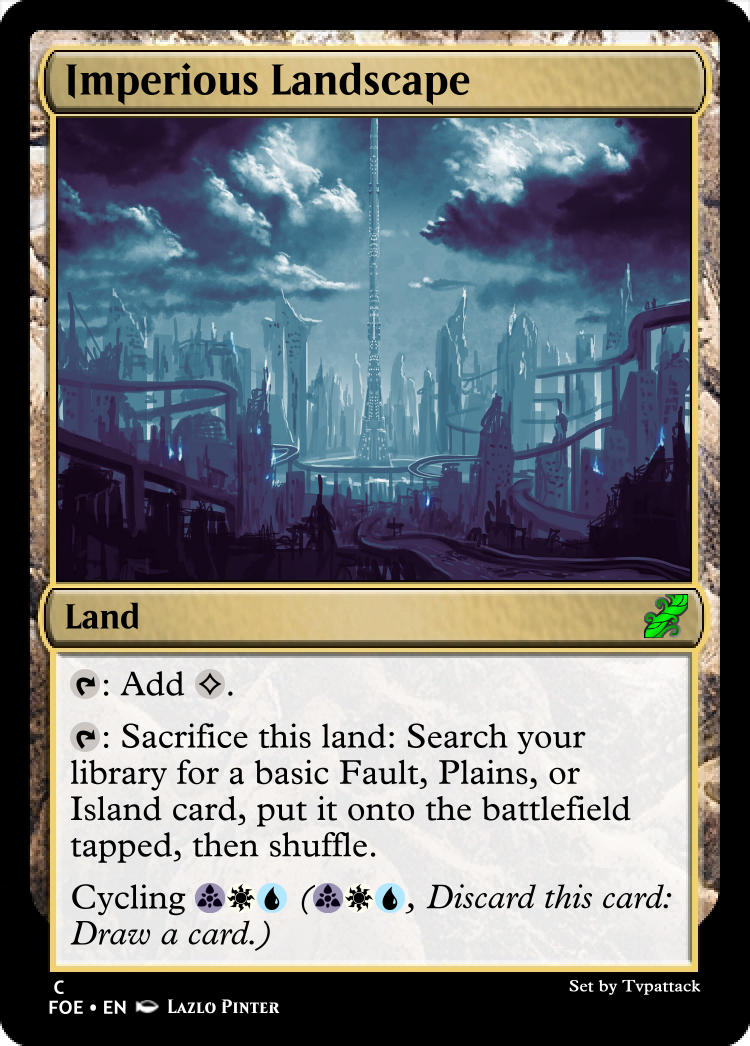 Imperious Landscape
Land
: Add .
: Sacrifice this land: Search your
library for a basic Fault, Plains, or
Island card, put it onto the battlefield
tapped, then shuffle.
Cycling (, Discard this card:
Draw a card.)
C
FOE • EN Lazlo Pinter
Set by Tvpattack